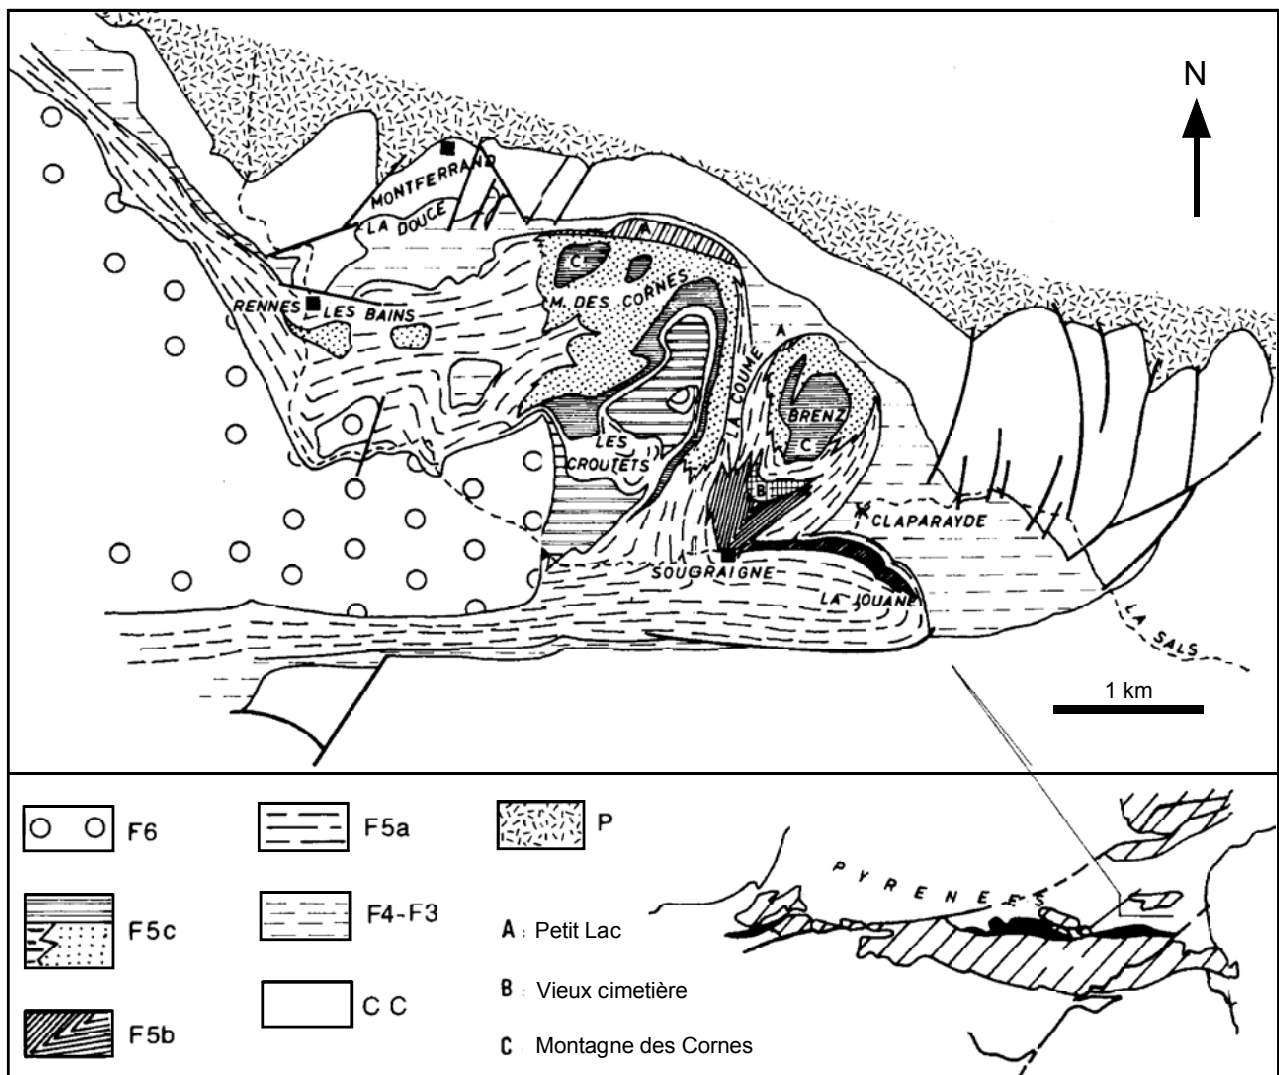 N
MONTFERRAND
LA DOUCE
A
C
M. DES CORNES
RENNES LES BAINS
LA COUME
A
BRENZ
C
LES CROUTETS
B
CLAPARAYDE
SOUGRAIGNE
LA JOUANE
LA SALS
1 km
F6
F5a
P
F5c
F4-F3
F5b
CC
A : Petit Lac
B : Vieux cimetière
C : Montagne des Cornes
PYRENEES